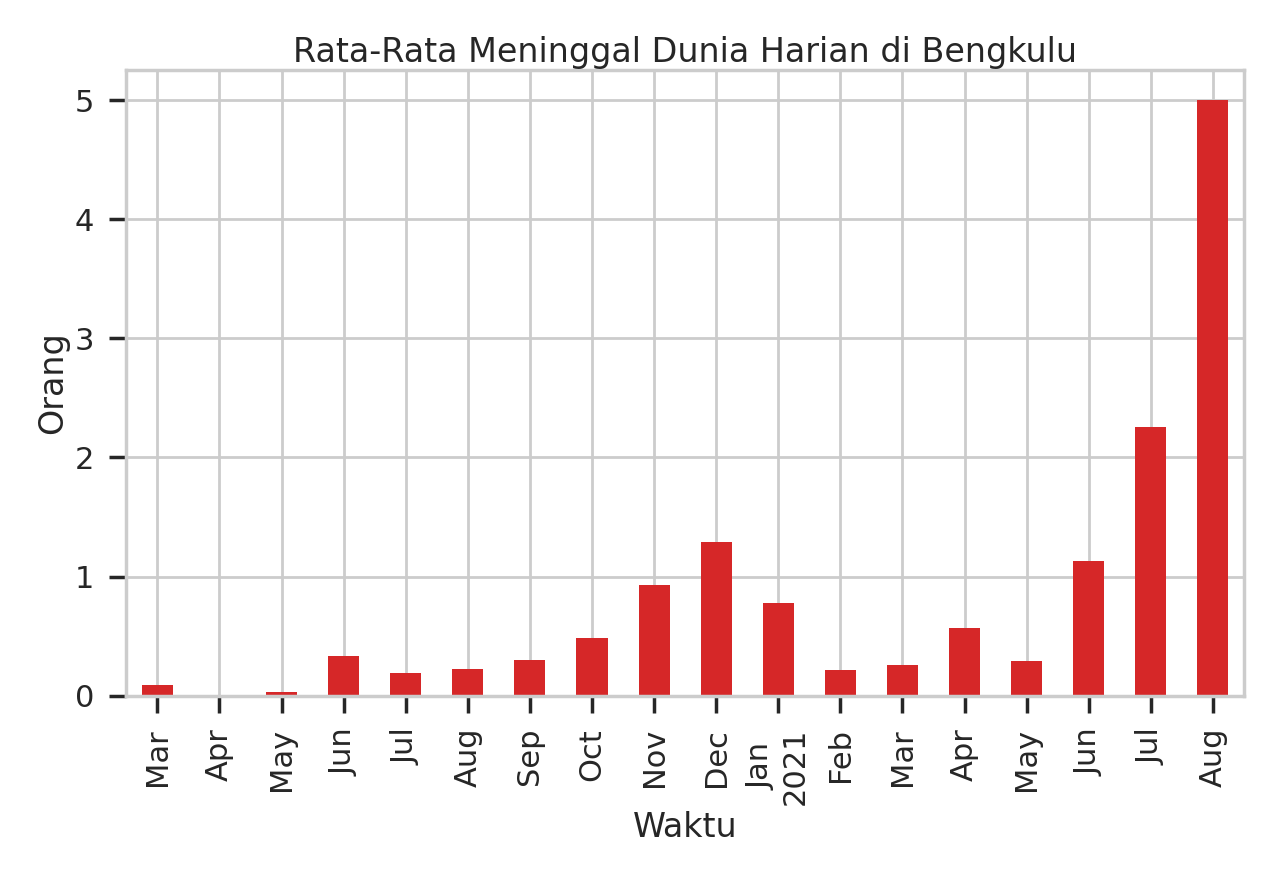 Rata-Rata Meninggal Dunia Harian di Bengkulu
Orang
5
4
3
2
1
0
Mar
Apr
May
Jun
Jul
Aug
Sep
Oct
Nov
Dec
Jan
2021
Feb
Mar
Apr
May
Jun
Jul
Aug
Waktu